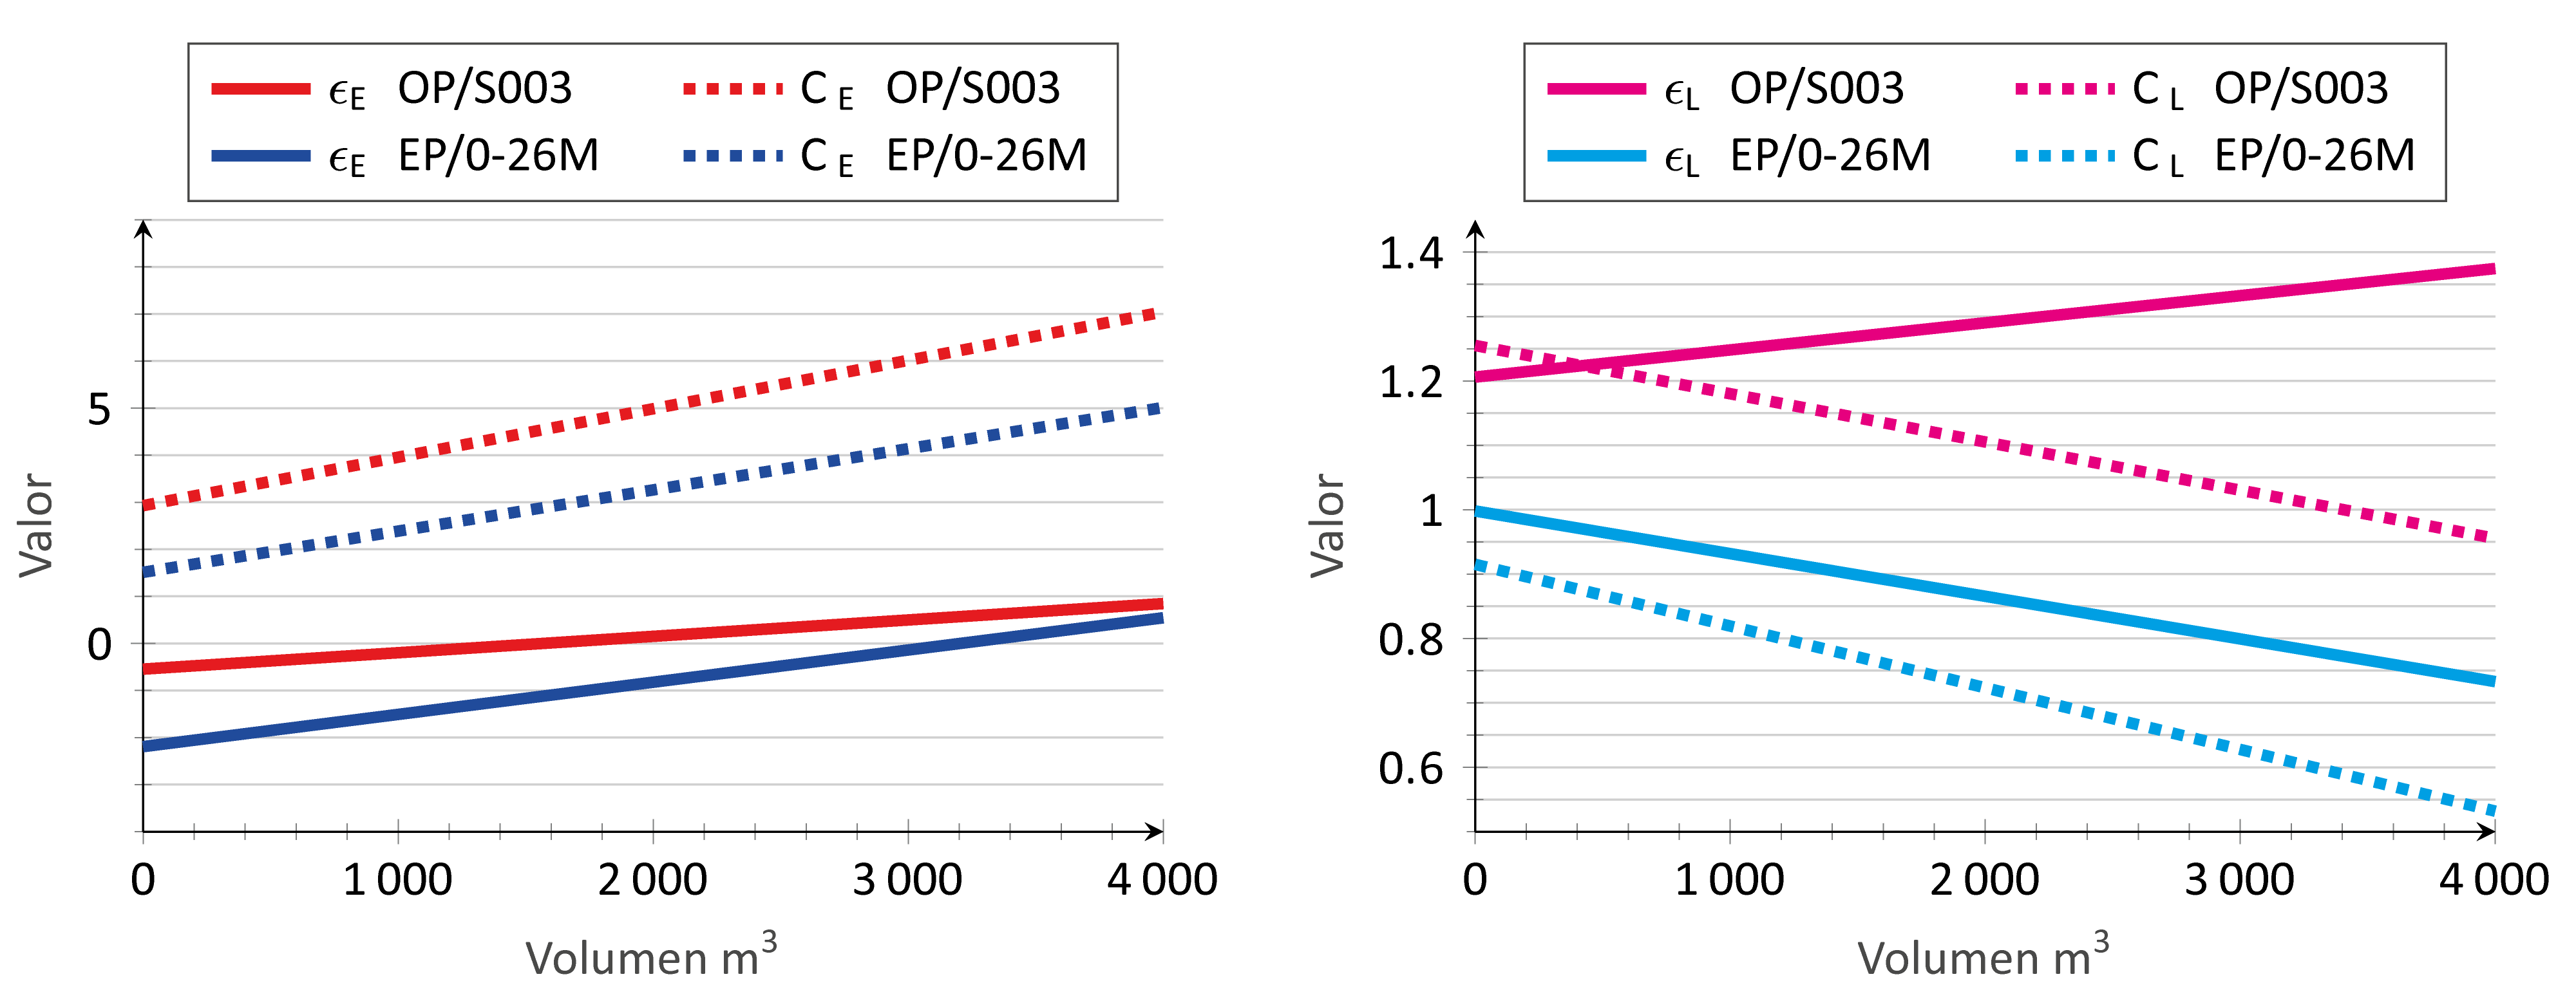 ϵE OP/S003 C E OP/S003
ϵE EP/0-26M C E EP/0-26M
5
0
Valor
0 1 000 2 000 3 000 4 000
Volumen m³
ϵL OP/S003 C L OP/S003
ϵL EP/0-26M C L EP/0-26M
1.4
1.2
1
0.8
0.6
Valor
0 1 000 2 000 3 000 4 000
Volumen m³